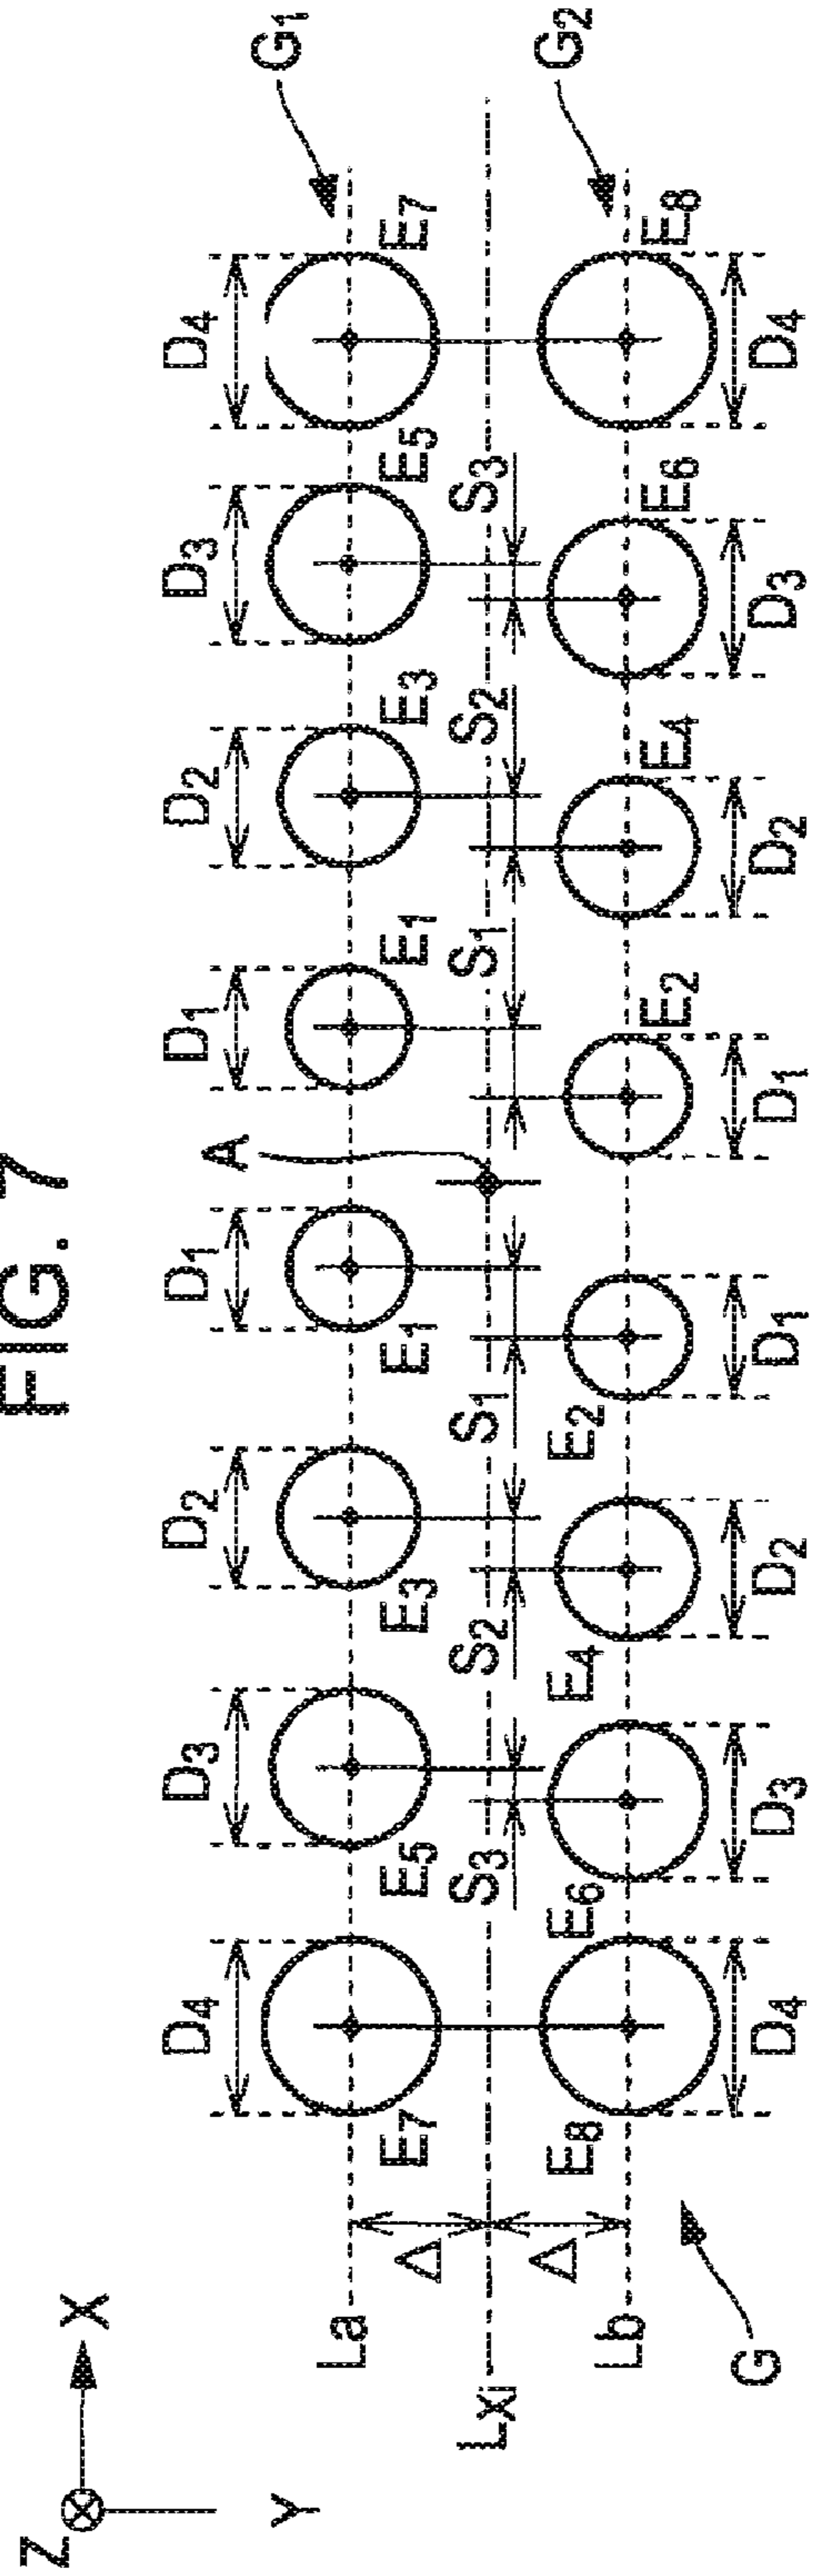 FIG. 7
Z
X
Y
D4 D3 D2 D1 D1 D2 D3 D4
A
G1
La
E7 E5 E3 E1 E1 E3 E5 E7
Δ
S3 S2 S1 S1 S2 S3
Lxi
Δ
G2
E8 E6 E4 E2 E2 E4 E6 E8
Lb
D4 D3 D2 D1 D1 D2 D3 D4
G